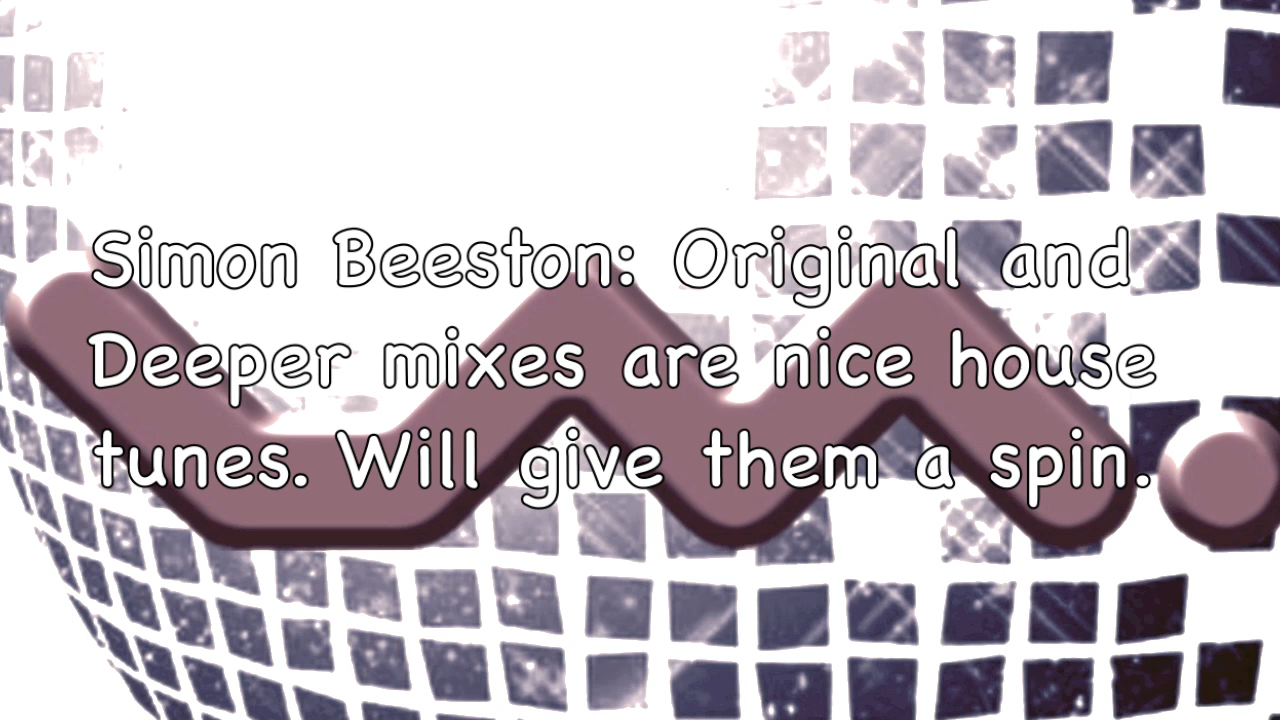 Simon Beeston: Original and
Deeper mixes are nice house
tunes. Will give them a spin.